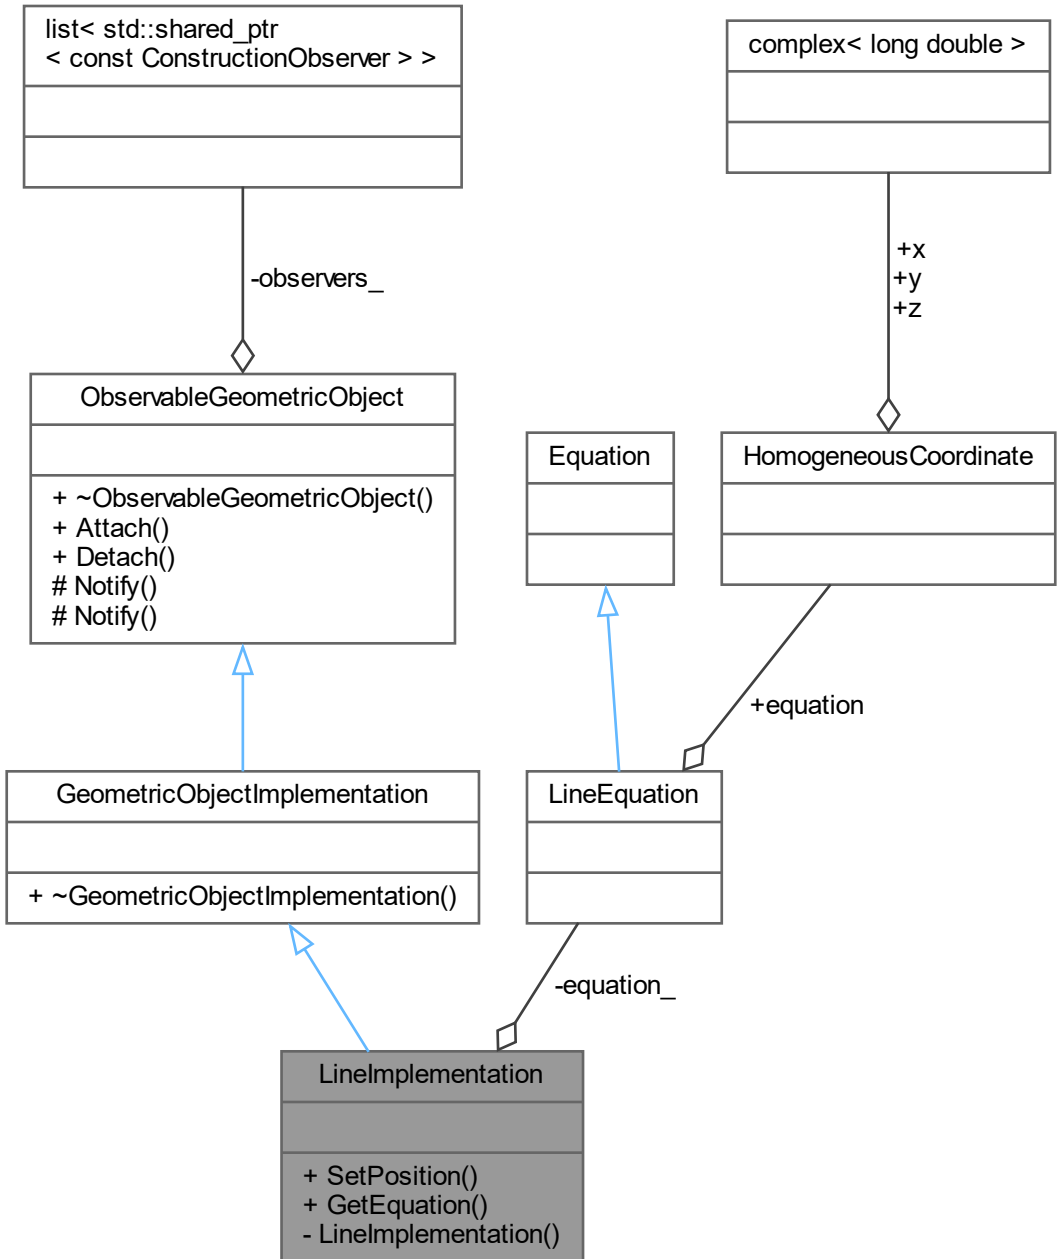 list< std::shared_ptr
< const ConstructionObserver > >
complex< long double >
-observers_
+x
+y
+z
ObservableGeometricObject
+ ~ObservableGeometricObject()
+ Attach()
+ Detach()
# Notify()
# Notify()
Equation
HomogeneousCoordinate
+equation
GeometricObjectImplementation
+ ~GeometricObjectImplementation()
LineEquation
-equation_
LineImplementation
+ SetPosition()
+ GetEquation()
- LineImplementation()